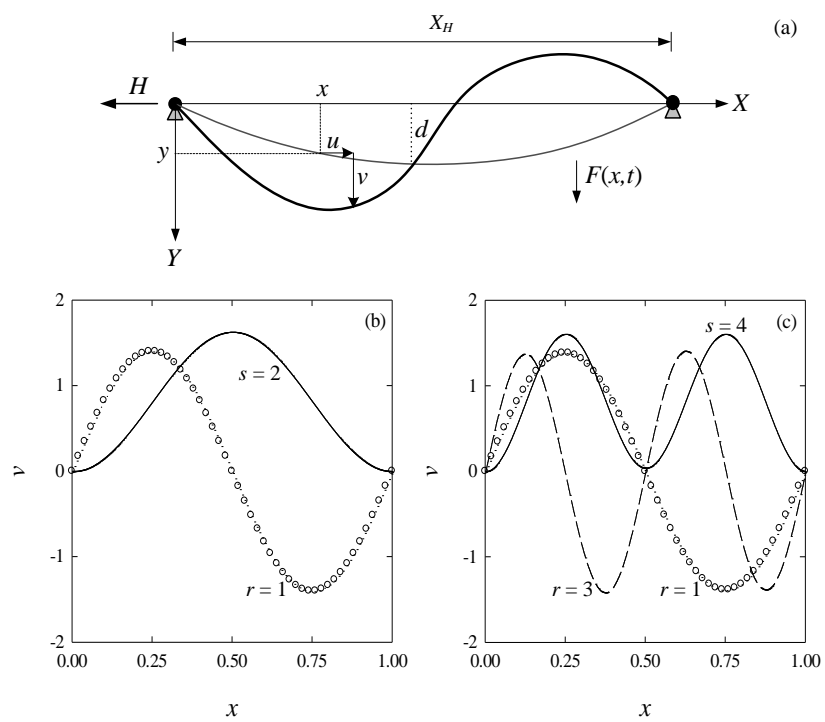 X_H
(a)
H
x
X
d
y
u
v
F(x,t)
Y
2
1
0
-1
-2
v
(b)
s = 2
r = 1
0.00 0.25 0.50 0.75 1.00
x
2
1
0
-1
-2
v
(c)
s = 4
r = 3
r = 1
0.00 0.25 0.50 0.75 1.00
x